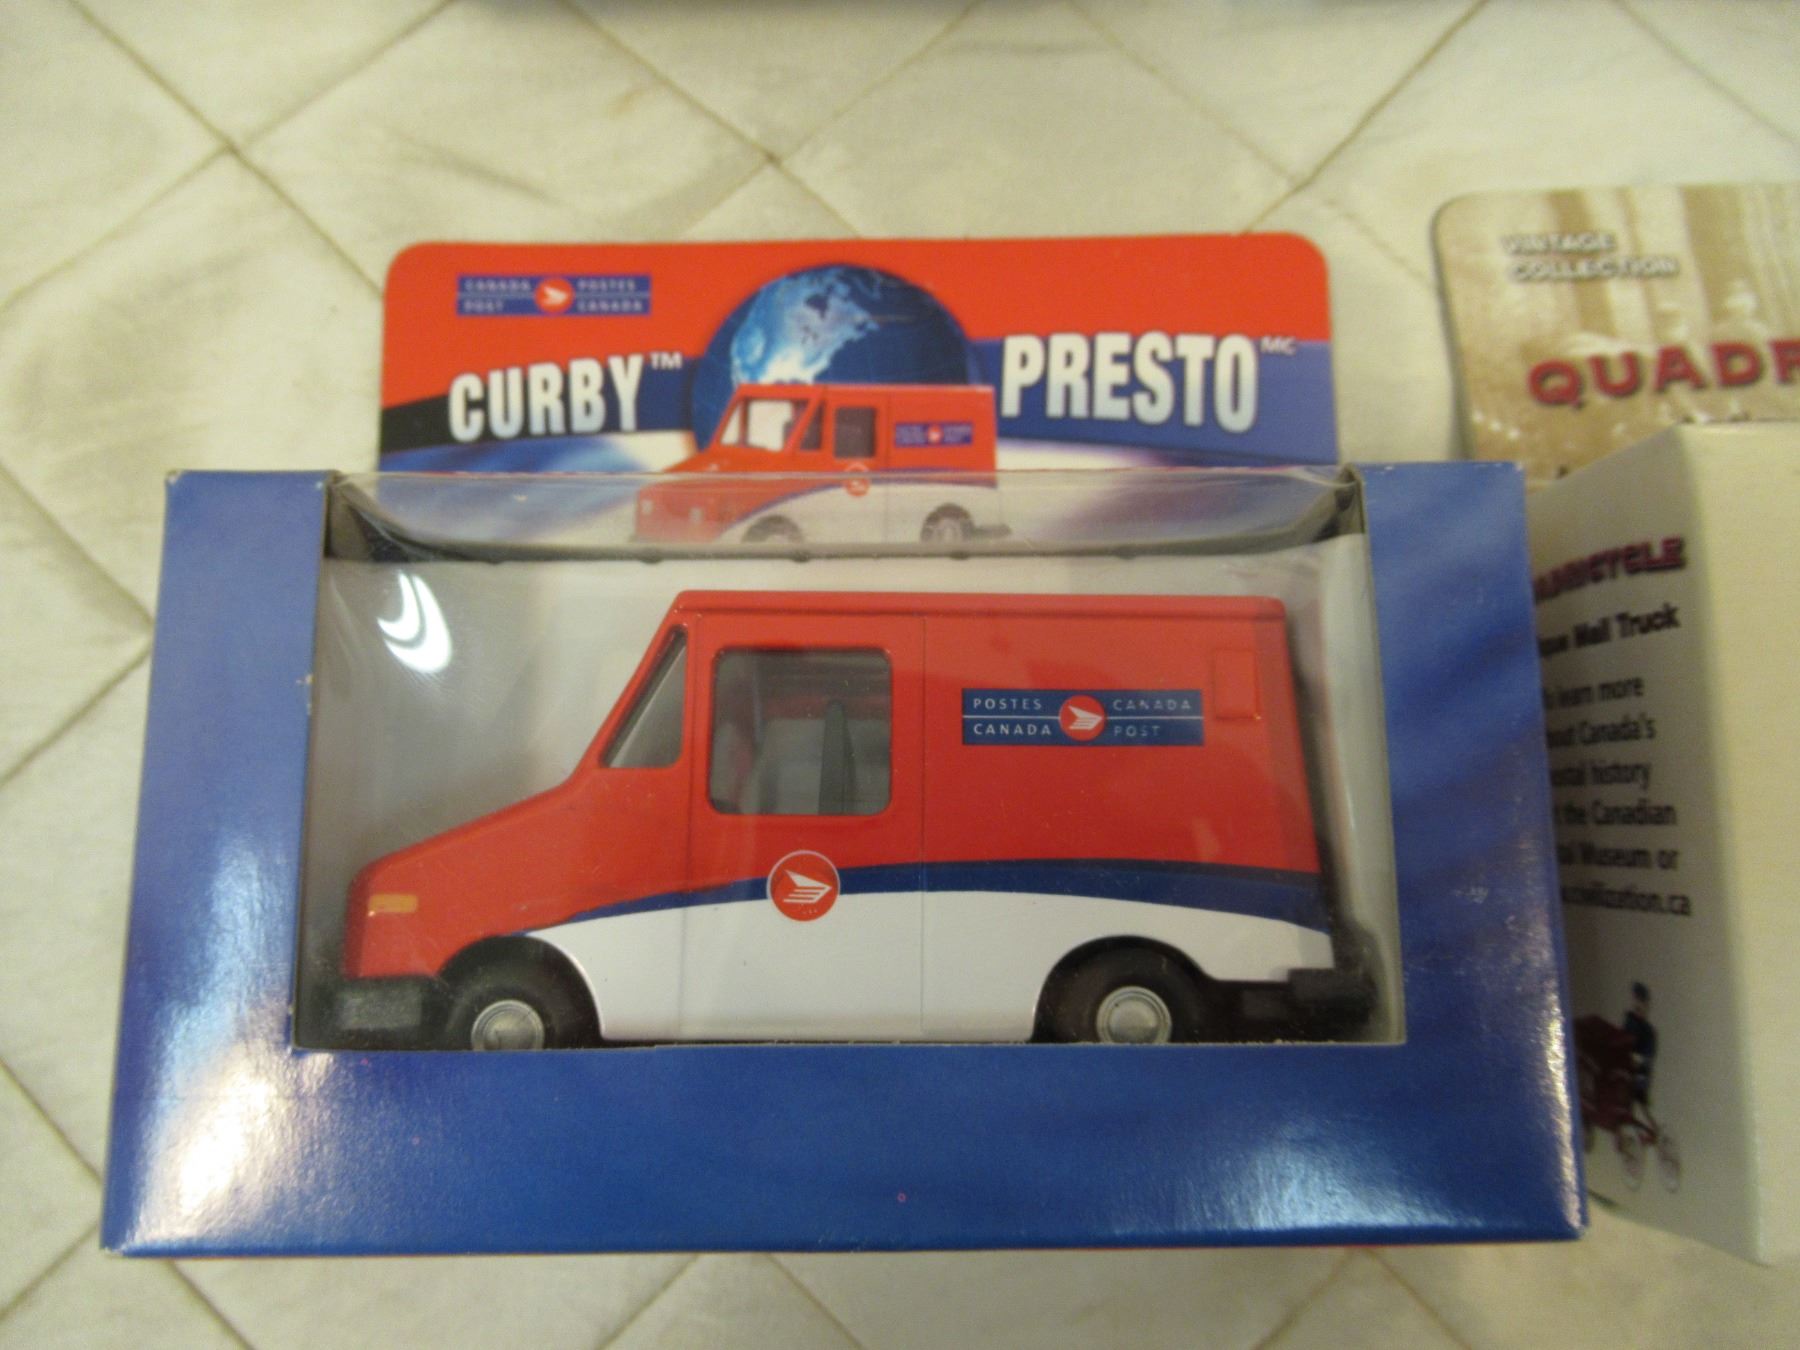 CANADA POSTES
POST CANADA
CURBY™ PRESTO MC
POSTES CANADA
CANADA POST
VINTAGE
COLLECTION
QUADR
Mail Truck
learn more
Canada's
history
the Canadian
Museum or